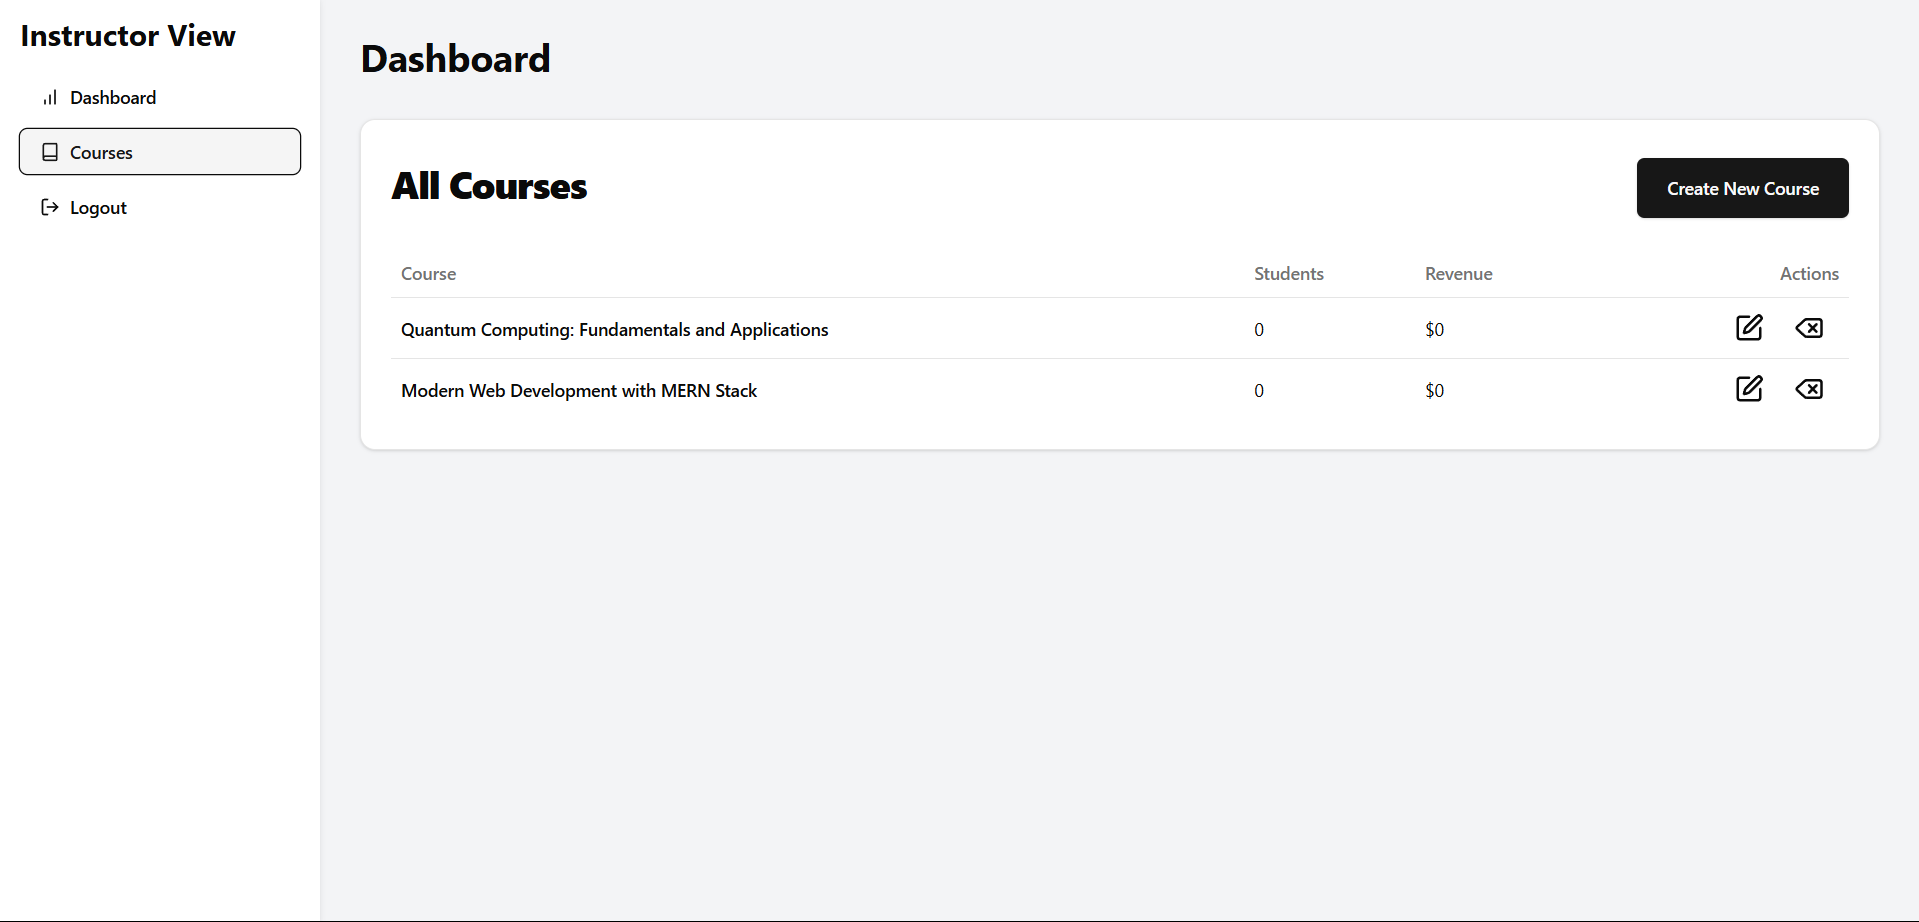 Instructor View
Dashboard
Courses
Logout
Dashboard
All Courses
Create New Course
Course Students Revenue Actions
Quantum Computing: Fundamentals and Applications 0 $0
Modern Web Development with MERN Stack 0 $0